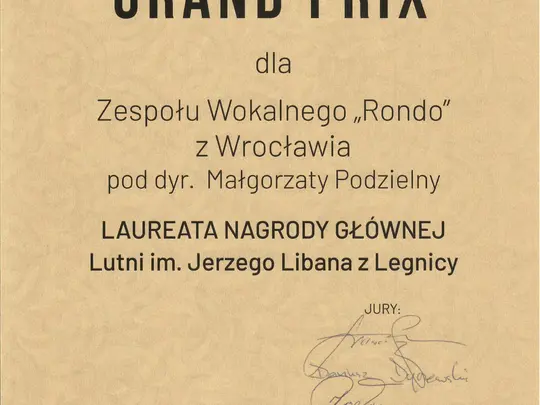 GRAND PRIX
dla
Zespołu Wokalnego „Rondo”
z Wrocławia
pod dyr. Małgorzaty Podzielny
LAUREATA NAGRODY GŁÓWNEJ
Lutni im. Jerzego Libana z Legnicy
JURY: